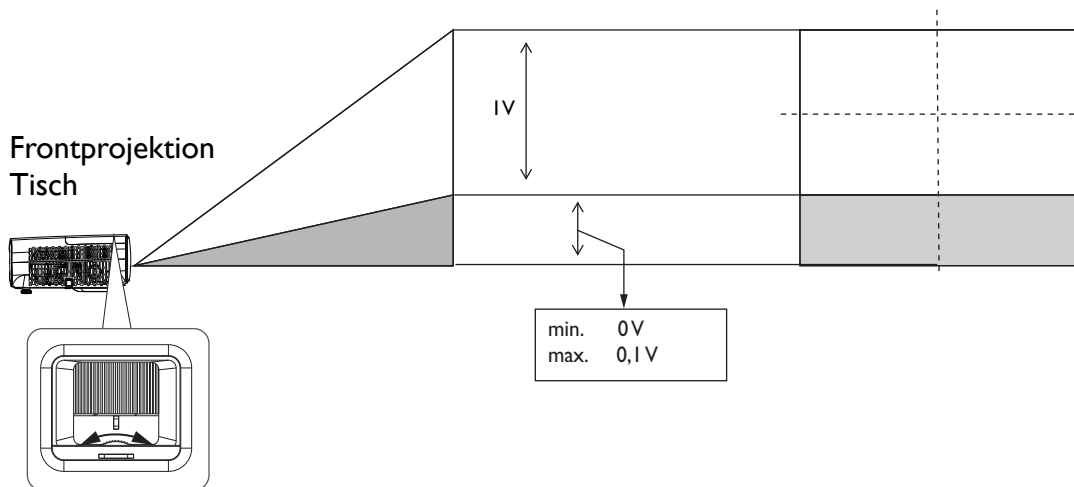 1V
Frontprojektion
Tisch
min. 0V
max. 0,1V